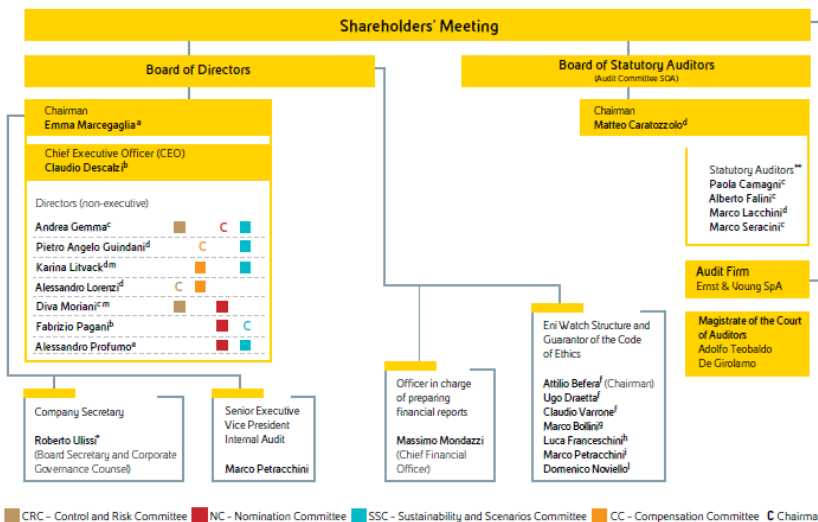 Shareholders' Meeting
Board of Directors
Board of Statutory Auditors
(Audit Committee SOA)
Chairman
Emma Marcegaglia a
Chief Executive Officer (CEO)
Claudio Descalzi b
Directors (non-executive)
Andrea Gemma c C
Pietro Angelo Guindani d C
Karina Litvack d m
Alessandro Lorenzi d C
Diva Moriani c m
Fabrizio Pagani b C
Alessandro Profumo e
Chairman
Matteo Caratozzolo d
Statutory Auditors**
Paola Camagni c
Alberto Falini c
Marco Lacchini d
Marco Seracini c
Audit Firm
Ernst & Young SpA
Magistrate of the Court
of Auditors
Adolfo Teobaldo
De Girolamo
Company Secretary
Roberto Ulissi*
(Board Secretary and Corporate
Governance Counsel)
Senior Executive
Vice President
Internal Audit
Marco Petracchini
Officer in charge
of preparing
financial reports
Massimo Mondazzi
(Chief Financial
Officer)
Eni Watch Structure and
Guarantor of the Code
of Ethics
Attilio Befera f (Chairman)
Ugo Draetta f
Claudio Varrone f
Marco Bollini g
Luca Franceschini h
Marco Petracchini i
Domenico Noviello j
CRC - Control and Risk Committee NC - Nomination Committee SSC - Sustainability and Scenarios Committee CC - Compensation Committee C Chairma